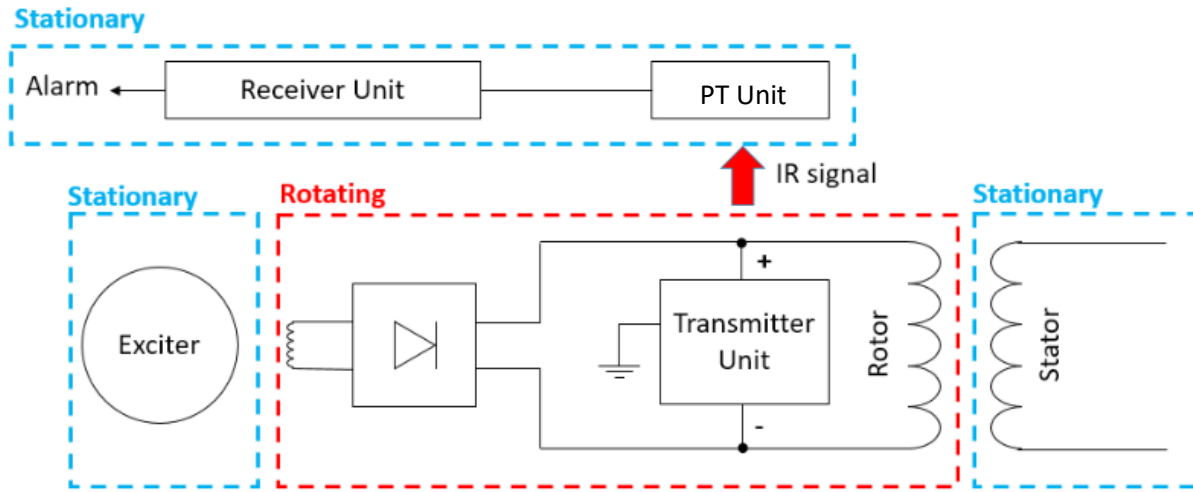 Stationary
Alarm
Receiver Unit
PT Unit
IR signal
Stationary
Rotating
Stationary
Exciter
+
Transmitter
Unit
-
Rotor
Stator